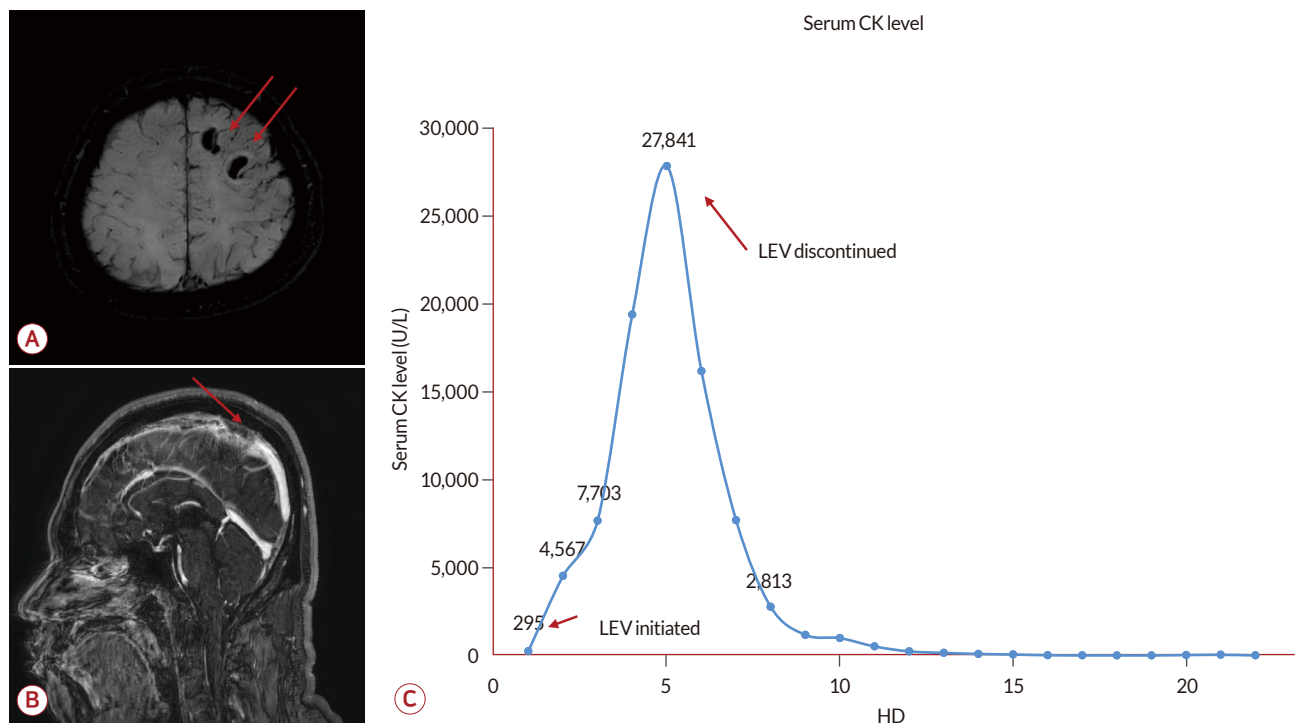 A
B
Serum CK level
30,000
25,000
20,000
15,000
10,000
5,000
0
Serum CK level (U/L)
27,841
LEV discontinued
7,703
4,567
2,813
295
LEV initiated
0
5
10
15
20
HD
C